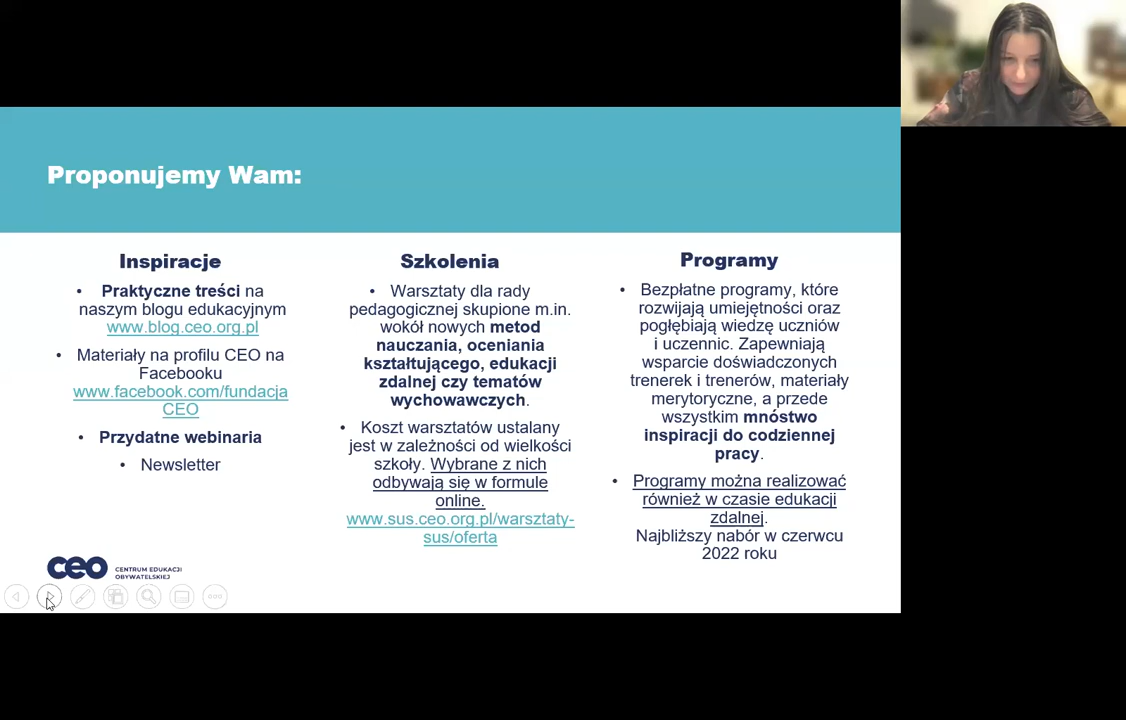 Proponujemy Wam:
Inspiracje
• Praktyczne treści na
naszym blogu edukacyjnym
www.blog.ceo.org.pl
• Materiały na profilu CEO na
Facebooku
www.facebook.com/fundacja
CEO
• Przydatne webinaria
• Newsletter
Szkolenia
• Warsztaty dla rady
pedagogicznej skupione m.in.
wokół nowych metod
nauczania, oceniania
kształtującego, edukacji
zdalnej czy tematów
wychowawczych.
• Koszt warsztatów ustalany
jest w zależności od wielkości
szkoły. Wybrane z nich
odbywają się w formule
online.
www.sus.ceo.org.pl/warsztaty-
sus/oferta
Programy
• Bezpłatne programy, które
rozwijają umiejętności oraz
pogłębiają wiedzę uczniów
i uczennic. Zapewniają
wsparcie doświadczonych
trenerek i trenerów, materiały
merytoryczne, a przede
wszystkim mnóstwo
inspiracji do codziennej
pracy.
• Programy można realizować
również w czasie edukacji
zdalnej.
Najbliższy nabór w czerwcu
2022 roku
ceo CENTRUM EDUKACJI
OBYWATELSKIEJ